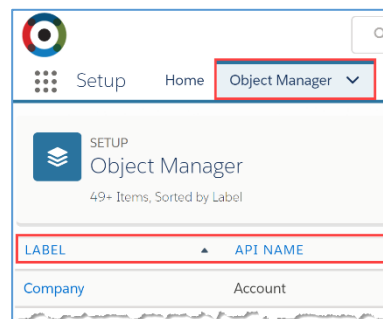 Setup Home Object Manager
SETUP
Object Manager
49+ Items, Sorted by Label
LABEL API NAME
Company Account